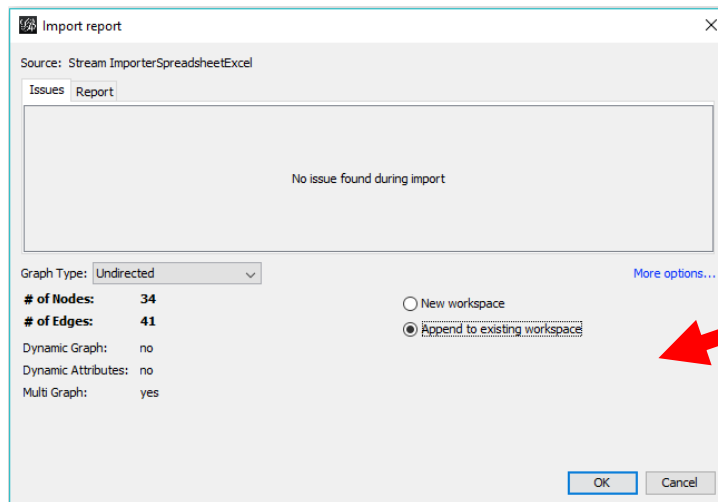 Import report
Source: Stream ImporterSpreadsheetExcel
Issues Report
No issue found during import
Graph Type: Undirected More options...
# of Nodes: 34
New workspace
# of Edges: 41
Append to existing workspace
Dynamic Graph: no
Dynamic Attributes: no
Multi Graph: yes
OK Cancel